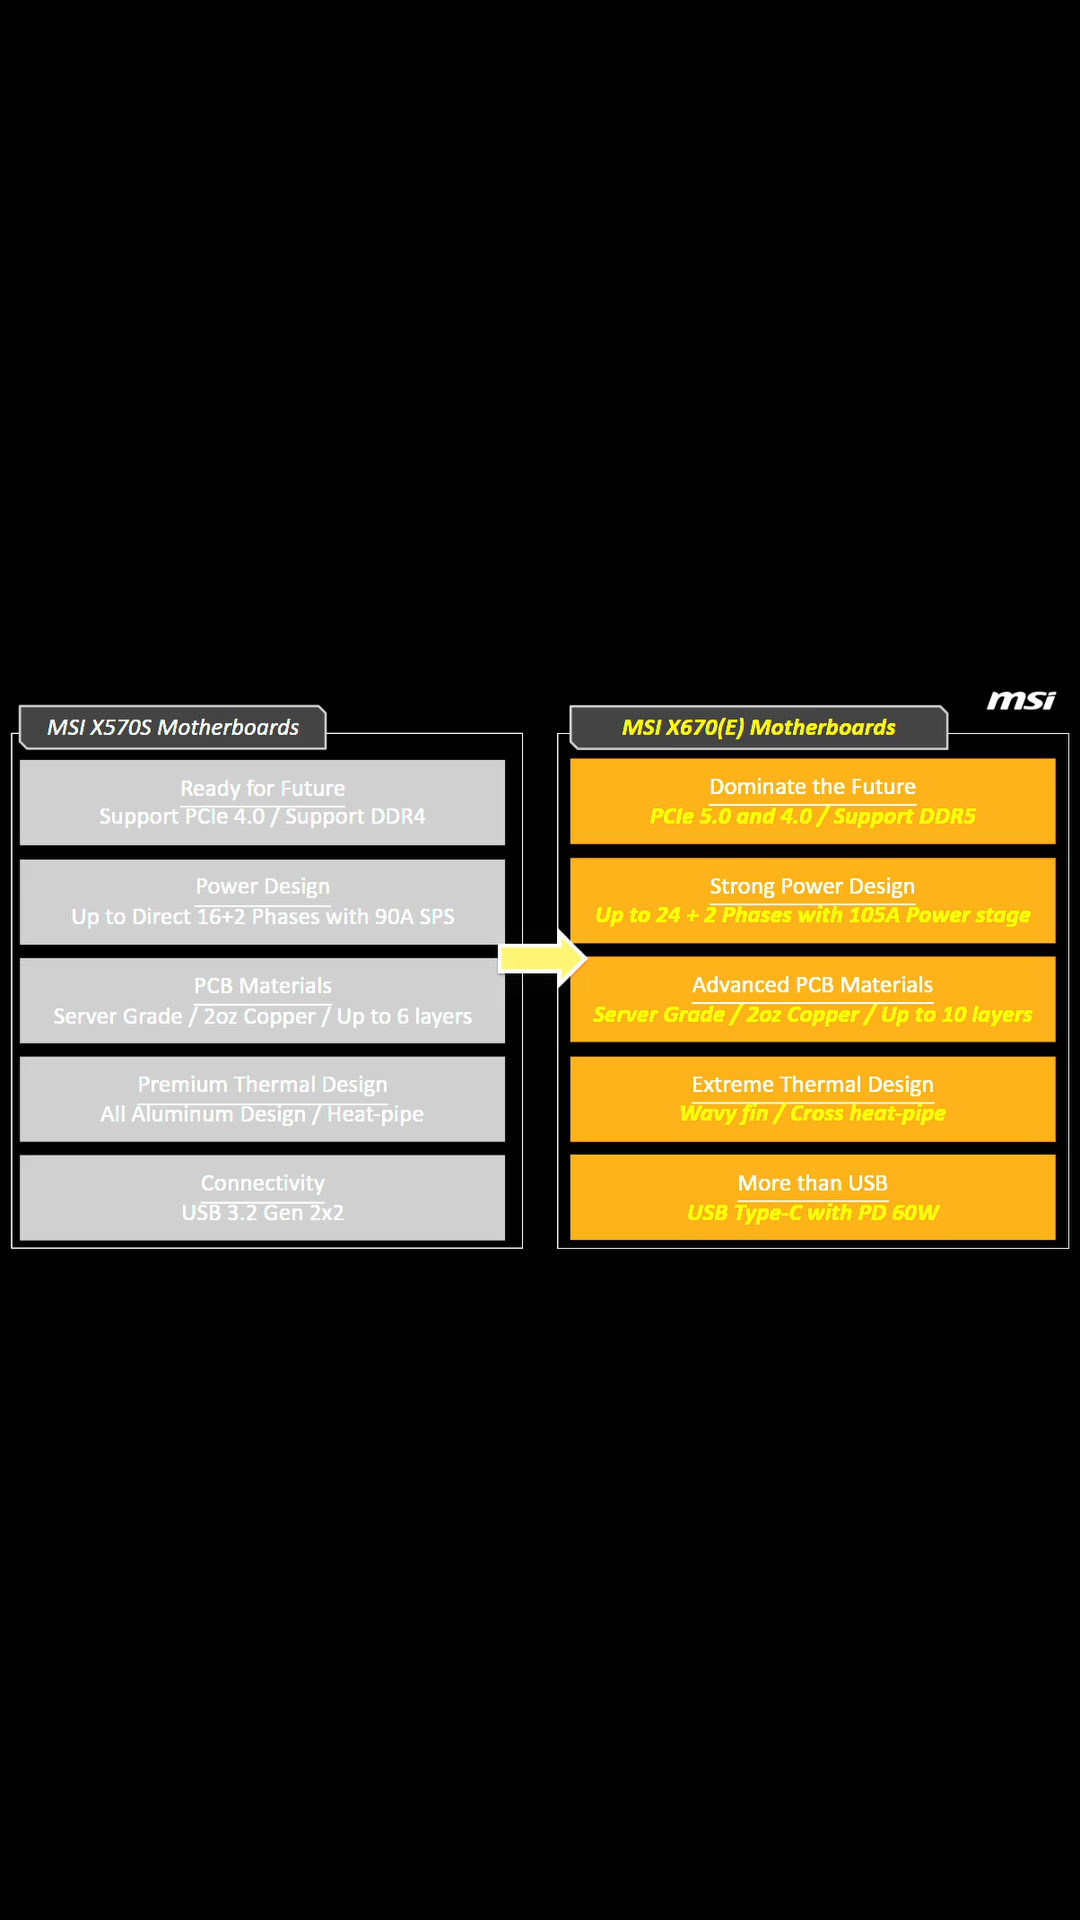 msi
MSI X570S Motherboards
Ready for Future
Support PCIe 4.0 / Support DDR4
Power Design
Up to Direct 16+2 Phases with 90A SPS
PCB Materials
Server Grade / 2oz Copper / Up to 6 layers
Premium Thermal Design
All Aluminum Design / Heat-pipe
Connectivity
USB 3.2 Gen 2x2
MSI X670(E) Motherboards
Dominate the Future
PCIe 5.0 and 4.0 / Support DDR5
Strong Power Design
Up to 24 + 2 Phases with 105A Power stage
Advanced PCB Materials
Server Grade / 2oz Copper / Up to 10 layers
Extreme Thermal Design
Wavy fin / Cross heat-pipe
More than USB
USB Type-C with PD 60W